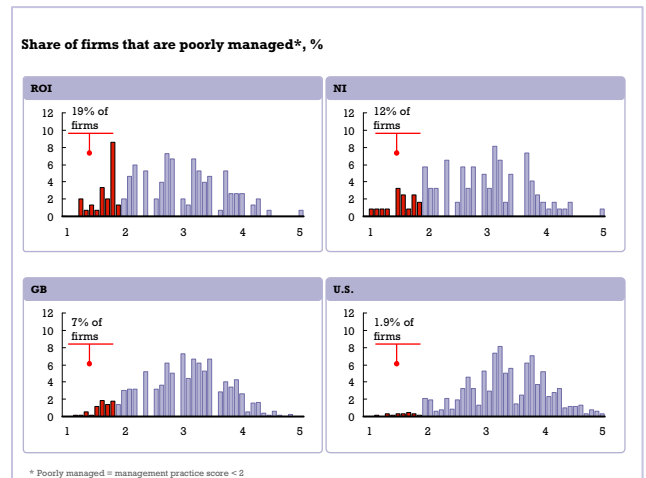 Share of firms that are poorly managed*, %
ROI
19% of
firms
12
10
8
6
4
2
0
1 2 3 4 5
NI
12% of
firms
12
10
8
6
4
2
0
1 2 3 4 5
GB
7% of
firms
12
10
8
6
4
2
0
1 2 3 4 5
U.S.
1.9% of
firms
12
10
8
6
4
2
0
1 2 3 4 5
* Poorly managed = management practice score < 2